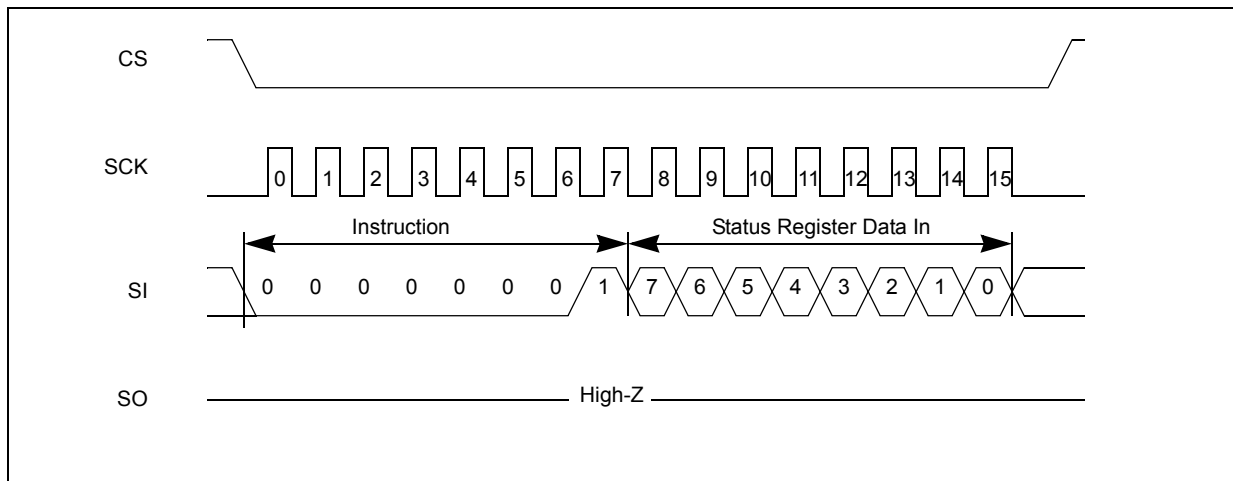 CS
SCK
0 1 2 3 4 5 6 7 8 9 10 11 12 13 14 15
Instruction Status Register Data In
SI
0 0 0 0 0 0 0 1 7 6 5 4 3 2 1 0
SO
High-Z